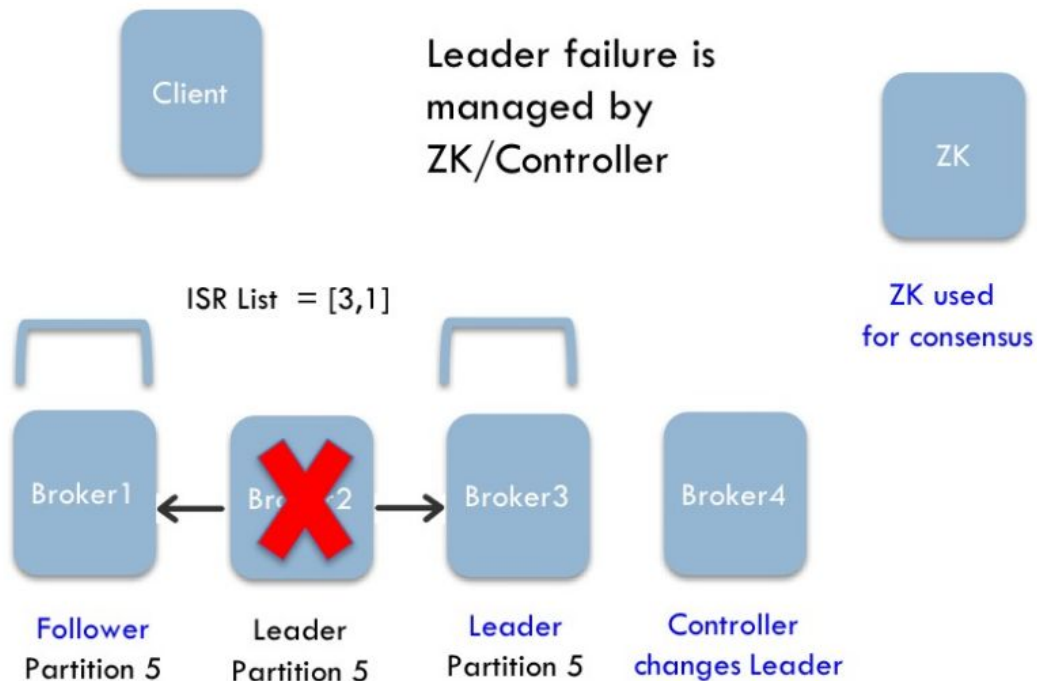 Client
Leader failure is
managed by
ZK/Controller
ZK
ZK used
for consensus
ISR List = [3,1]
Broker1
Broker3
Broker4
Follower
Partition 5
Leader
Partition 5
Leader
Partition 5
Controller
changes Leader